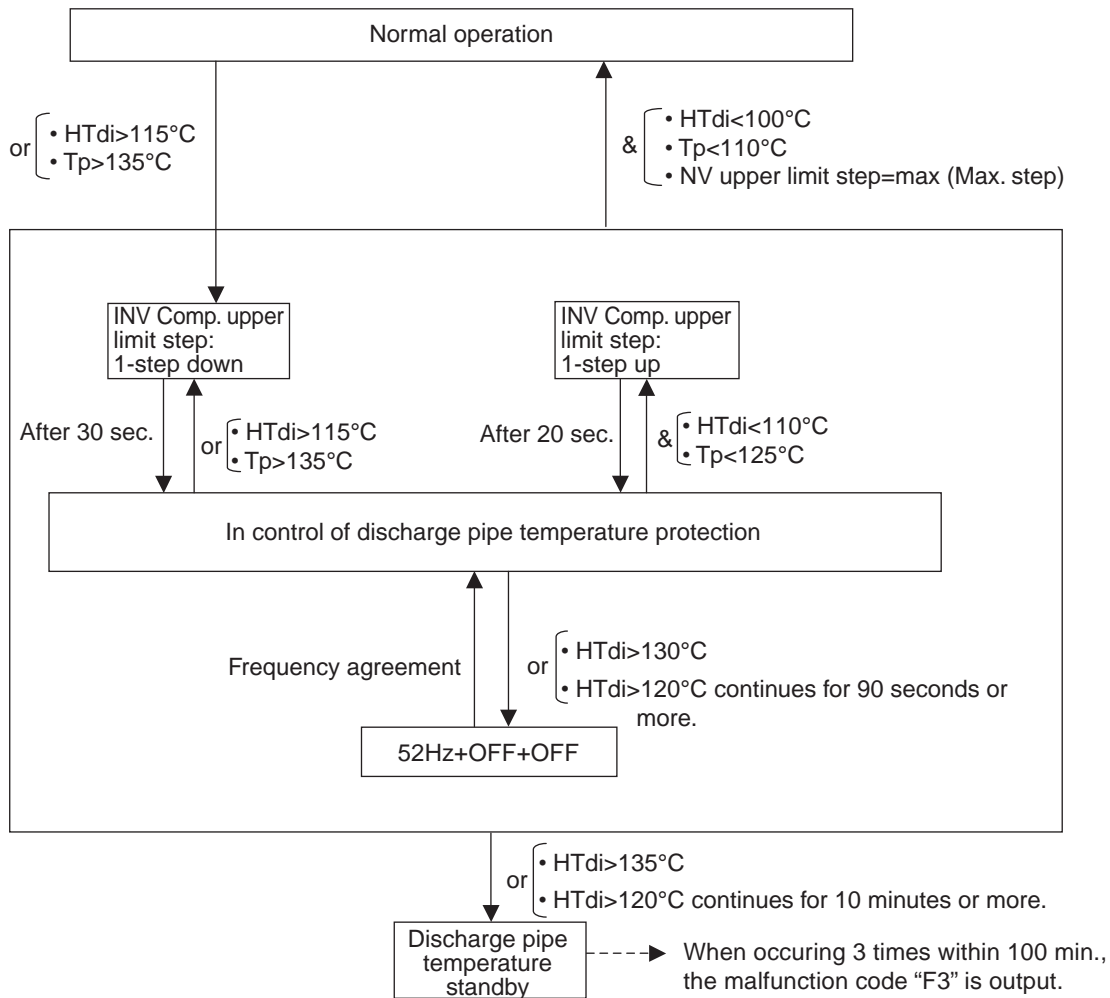 Normal operation
or
• HTdi>115°C
• Tp>135°C
&
• HTdi<100°C
• Tp<110°C
• NV upper limit step=max (Max. step)
INV Comp. upper
limit step:
1-step down
INV Comp. upper
limit step:
1-step up
After 30 sec.
or
• HTdi>115°C
• Tp>135°C
After 20 sec.
&
• HTdi<110°C
• Tp<125°C
In control of discharge pipe temperature protection
Frequency agreement
or
• HTdi>130°C
• HTdi>120°C continues for 90 seconds or
more.
52Hz+OFF+OFF
or
• HTdi>135°C
• HTdi>120°C continues for 10 minutes or more.
Discharge pipe
temperature
standby
When occuring 3 times within 100 min.,
the malfunction code “F3” is output.